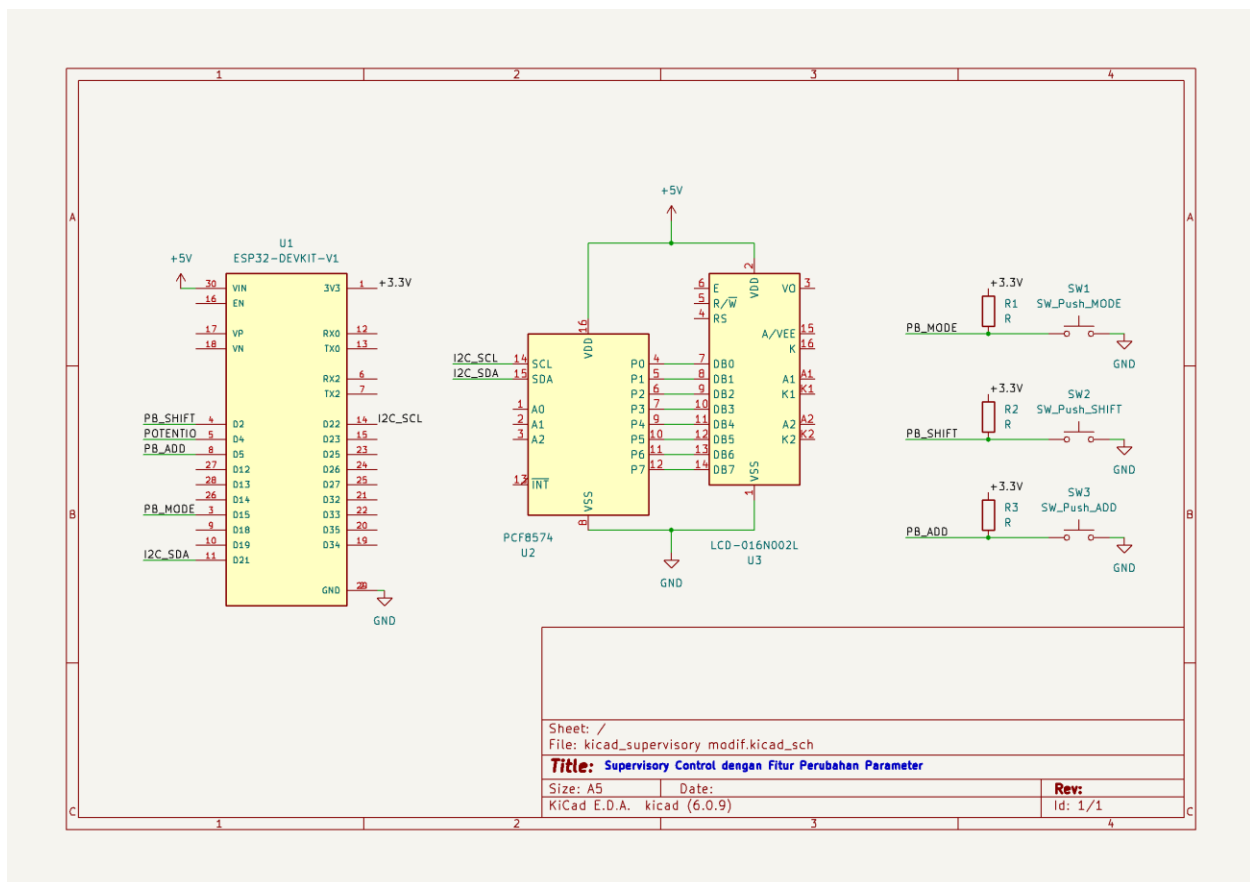 1 2 3 4
A A
B B
C C
1 2 3 4
+5V
U1
ESP32-DEVKIT-V1
30 VIN
16 EN
17 VP
18 VN
PB_SHIFT 4 D2
POTENTIO 5 D4
PB_ADD 8 D5
27 D12
28 D13
26 D14
PB_MODE 3 D15
9 D18
10 D19
I2C_SDA 11 D21
3V3 1 +3.3V
RX0 12
TX0 13
RX2 6
TX2 7
D22 14 I2C_SCL
D23 15
D25 23
D26 24
D27 25
D32 21
D33 22
D35 20
D34 19
GND
GND
+5V
I2C_SCL 14 SCL
I2C_SDA 15 SDA
1 A0
2 A1
3 A2
13 INT
16 VDD
8 VSS
P0 4
P1 5
P2 6
P3 7
P4 9
P5 10
P6 11
P7 12
PCF8574
U2
6 E
5 R/W
4 RS
7 DB0
8 DB1
9 DB2
10 DB3
11 DB4
12 DB5
13 DB6
14 DB7
2 VDD
1 VSS
VO 3
A/VEE 15
K 16
A1 A1
K1 K1
A2 A2
K2 K2
LCD-016N002L
U3
GND
+3.3V
R1
R
SW1
SW_Push_MODE
PB_MODE
GND
+3.3V
R2
R
SW2
SW_Push_SHIFT
PB_SHIFT
GND
+3.3V
R3
R
SW3
SW_Push_ADD
PB_ADD
GND
Sheet: /
File: kicad_supervisory modif.kicad_sch
Title: Supervisory Control dengan Fitur Perubahan Parameter
Size: A5 Date: Rev:
KiCad E.D.A. kicad (6.0.9) Id: 1/1